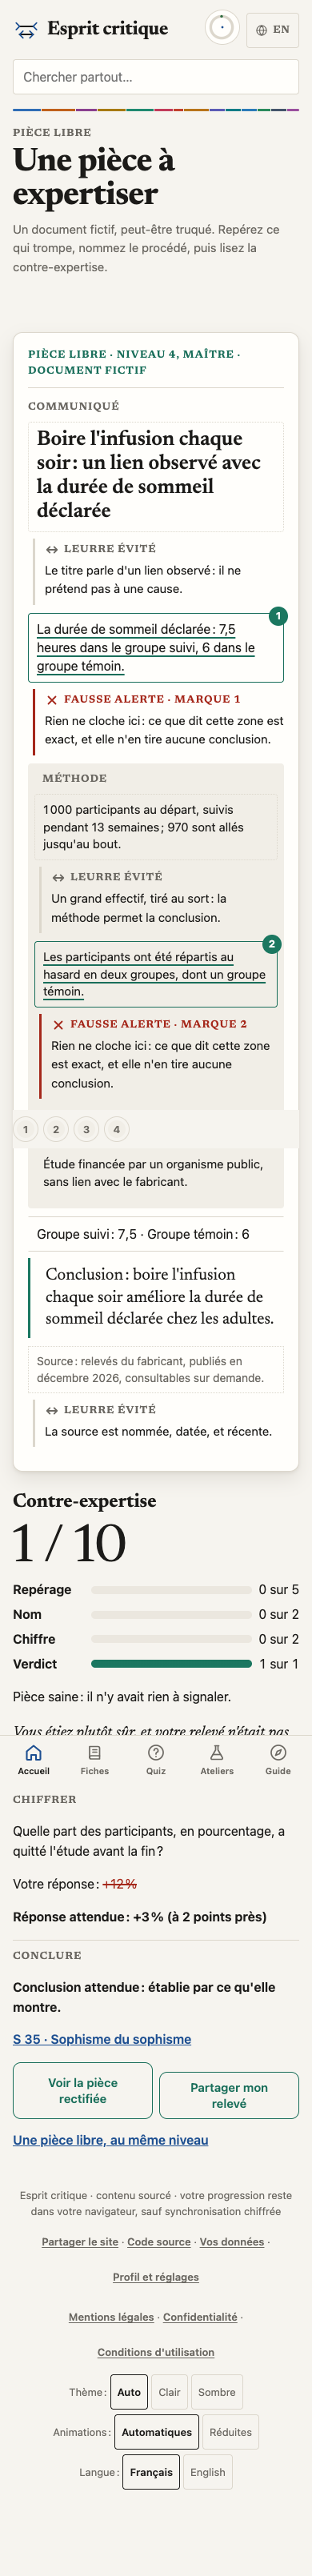 Esprit critique
EN
Chercher partout...
PIÈCE LIBRE
Une pièce à
expertiser
Un document fictif, peut-être truqué. Repérez ce
qui trompe, nommez le procédé, puis lisez la
contre-expertise.
PIÈCE LIBRE · NIVEAU 4, MAÎTRE ·
DOCUMENT FICTIF
COMMUNIQUÉ
Boire l'infusion chaque
soir : un lien observé avec
la durée de sommeil
déclarée
LEURRE ÉVITÉ
Le titre parle d'un lien observé : il ne
prétend pas à une cause.
1
La durée de sommeil déclarée : 7,5
heures dans le groupe suivi, 6 dans le
groupe témoin.
FAUSSE ALERTE · MARQUE 1
Rien ne cloche ici : ce que dit cette zone est
exact, et elle n'en tire aucune conclusion.
MÉTHODE
1 000 participants au départ, suivis
pendant 13 semaines ; 970 sont allés
jusqu'au bout.
LEURRE ÉVITÉ
Un grand effectif, tiré au sort : la
méthode permet la conclusion.
2
Les participants ont été répartis au
hasard en deux groupes, dont un groupe
témoin.
FAUSSE ALERTE · MARQUE 2
Rien ne cloche ici : ce que dit cette zone
est exact, et elle n'en tire aucune
conclusion.
1 2 3 4
Étude financée par un organisme public,
sans lien avec le fabricant.
Groupe suivi : 7,5 · Groupe témoin : 6
Conclusion : boire l'infusion
chaque soir améliore la durée de
sommeil déclarée chez les adultes.
Source : relevés du fabricant, publiés en
décembre 2026, consultables sur demande.
LEURRE ÉVITÉ
La source est nommée, datée, et récente.
Contre-expertise
1 / 10
Repérage 0 sur 5
Nom 0 sur 2
Chiffre 0 sur 2
Verdict 1 sur 1
Pièce saine : il n'y avait rien à signaler.
Vous étiez plutôt sûr, et votre relevé n'était pas
Accueil Fiches Quiz Ateliers Guide
CHIFFRER
Quelle part des participants, en pourcentage, a
quitté l'étude avant la fin ?
Votre réponse : +12 %
Réponse attendue : +3 % (à 2 points près)
CONCLURE
Conclusion attendue : établie par ce qu'elle
montre.
S 35 · Sophisme du sophisme
Voir la pièce
rectifiée
Partager mon
relevé
Une pièce libre, au même niveau
Esprit critique · contenu sourcé · votre progression reste
dans votre navigateur, sauf synchronisation chiffrée
Partager le site · Code source · Vos données ·
Profil et réglages
Mentions légales · Confidentialité ·
Conditions d'utilisation
Thème : Auto Clair Sombre
Animations : Automatiques Réduites
Langue : Français English